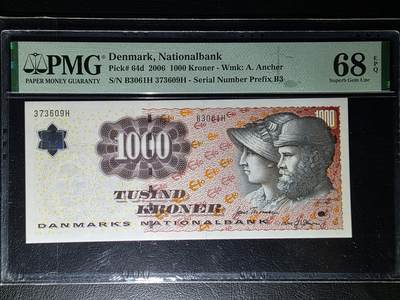 PMG
PAPER MONEY GUARANTY
Denmark, Nationalbank
Pick# 64d 2006 1000 Kroner - Wmk: A. Ancher
S/N B3061H 373609H - Serial Number Prefix B3
68 EPQ
Superb Gem Unc
373609H
B3061H
1000
1000
TUSIND
KRONER
DANMARKS NATIONALBANK